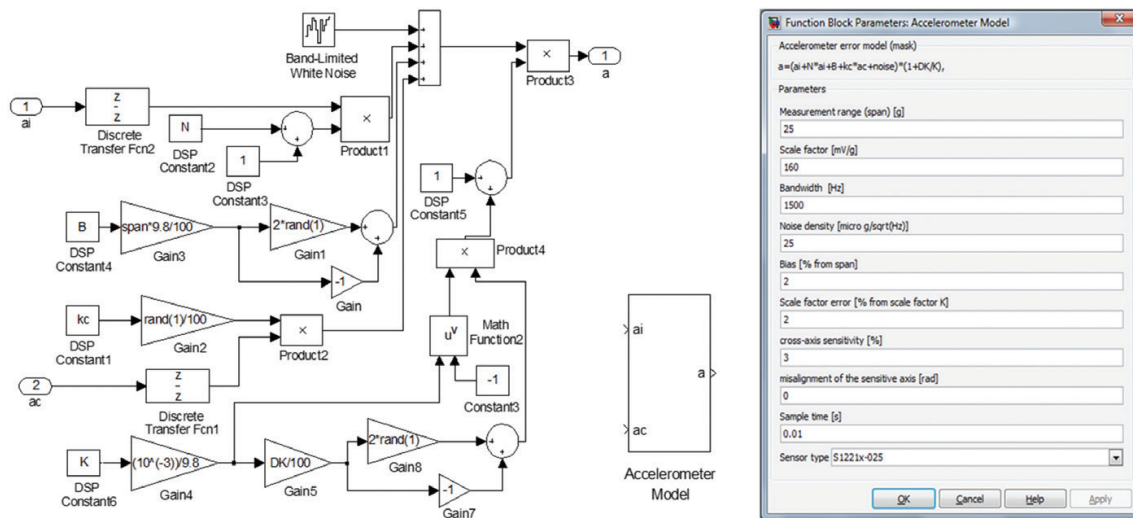 Band-Limited
White Noise
×
Product3
1
a
1
ai
z
z
Discrete
Transfer Fcn2
N
DSP
Constant2
1
DSP
Constant3
×
Product1
1
DSP
Constant5
×
Product4
B
DSP
Constant4
span*9.8/100
Gain3
2*rand(1)
Gain1
-1
Gain
kc
DSP
Constant1
rand(1)/100
Gain2
×
Product2
u^v
Math
Function2
-1
Constant3
2
ac
z
z
Discrete
Transfer Fcn1
K
DSP
Constant6
(10^(-3))/9.8
Gain4
DK/100
Gain5
2*rand(1)
Gain8
-1
Gain7
ai
a
ac
Accelerometer
Model
Function Block Parameters: Accelerometer Model
Accelerometer error model (mask)
a=(ai+N*ai+B+kc*ac+noise)*(1+DK/K),
Parameters
Measurement range (span) [g]
25
Scale factor [mV/g]
160
Bandwidth [Hz]
1500
Noise density [micro g/sqrt(Hz)]
25
Bias [% from span]
2
Scale factor error [% from scale factor K]
2
cross-axis sensitivity [%]
3
misalignment of the sensitive axis [rad]
0
Sample time [s]
0.01
Sensor type S1221x-025
OK Cancel Help Apply